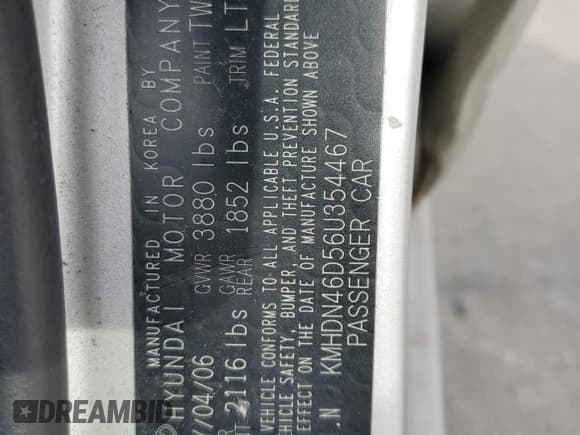 MANUFACTURED IN KOREA BY
HYUNDAI MOTOR COMPANY
/04/06 GVWR 3880 lbs PAINT TW
2116 lbs GAWR REAR 1852 lbs TRIM LT
VEHICLE CONFORMS TO ALL APPLICABLE U.S.A. FEDERAL
VEHICLE SAFETY, BUMPER, AND THEFT PREVENTION STANDARD
EFFECT ON THE DATE OF MANUFACTURE SHOWN ABOVE
.N KMHDN46D56U354467
PASSENGER CAR
DREAMBID